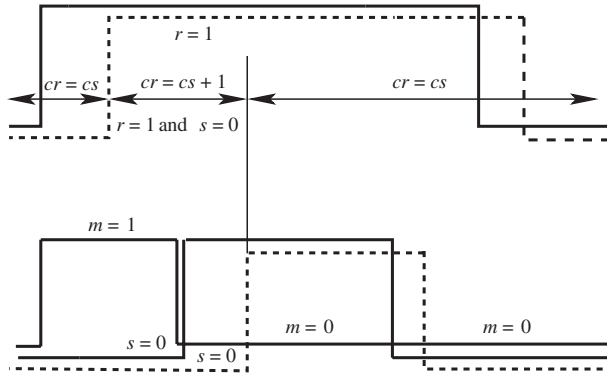 r = 1
cr = cs cr = cs + 1 cr = cs
r = 1 and s = 0
m = 1
s = 0 s = 0 m = 0 m = 0